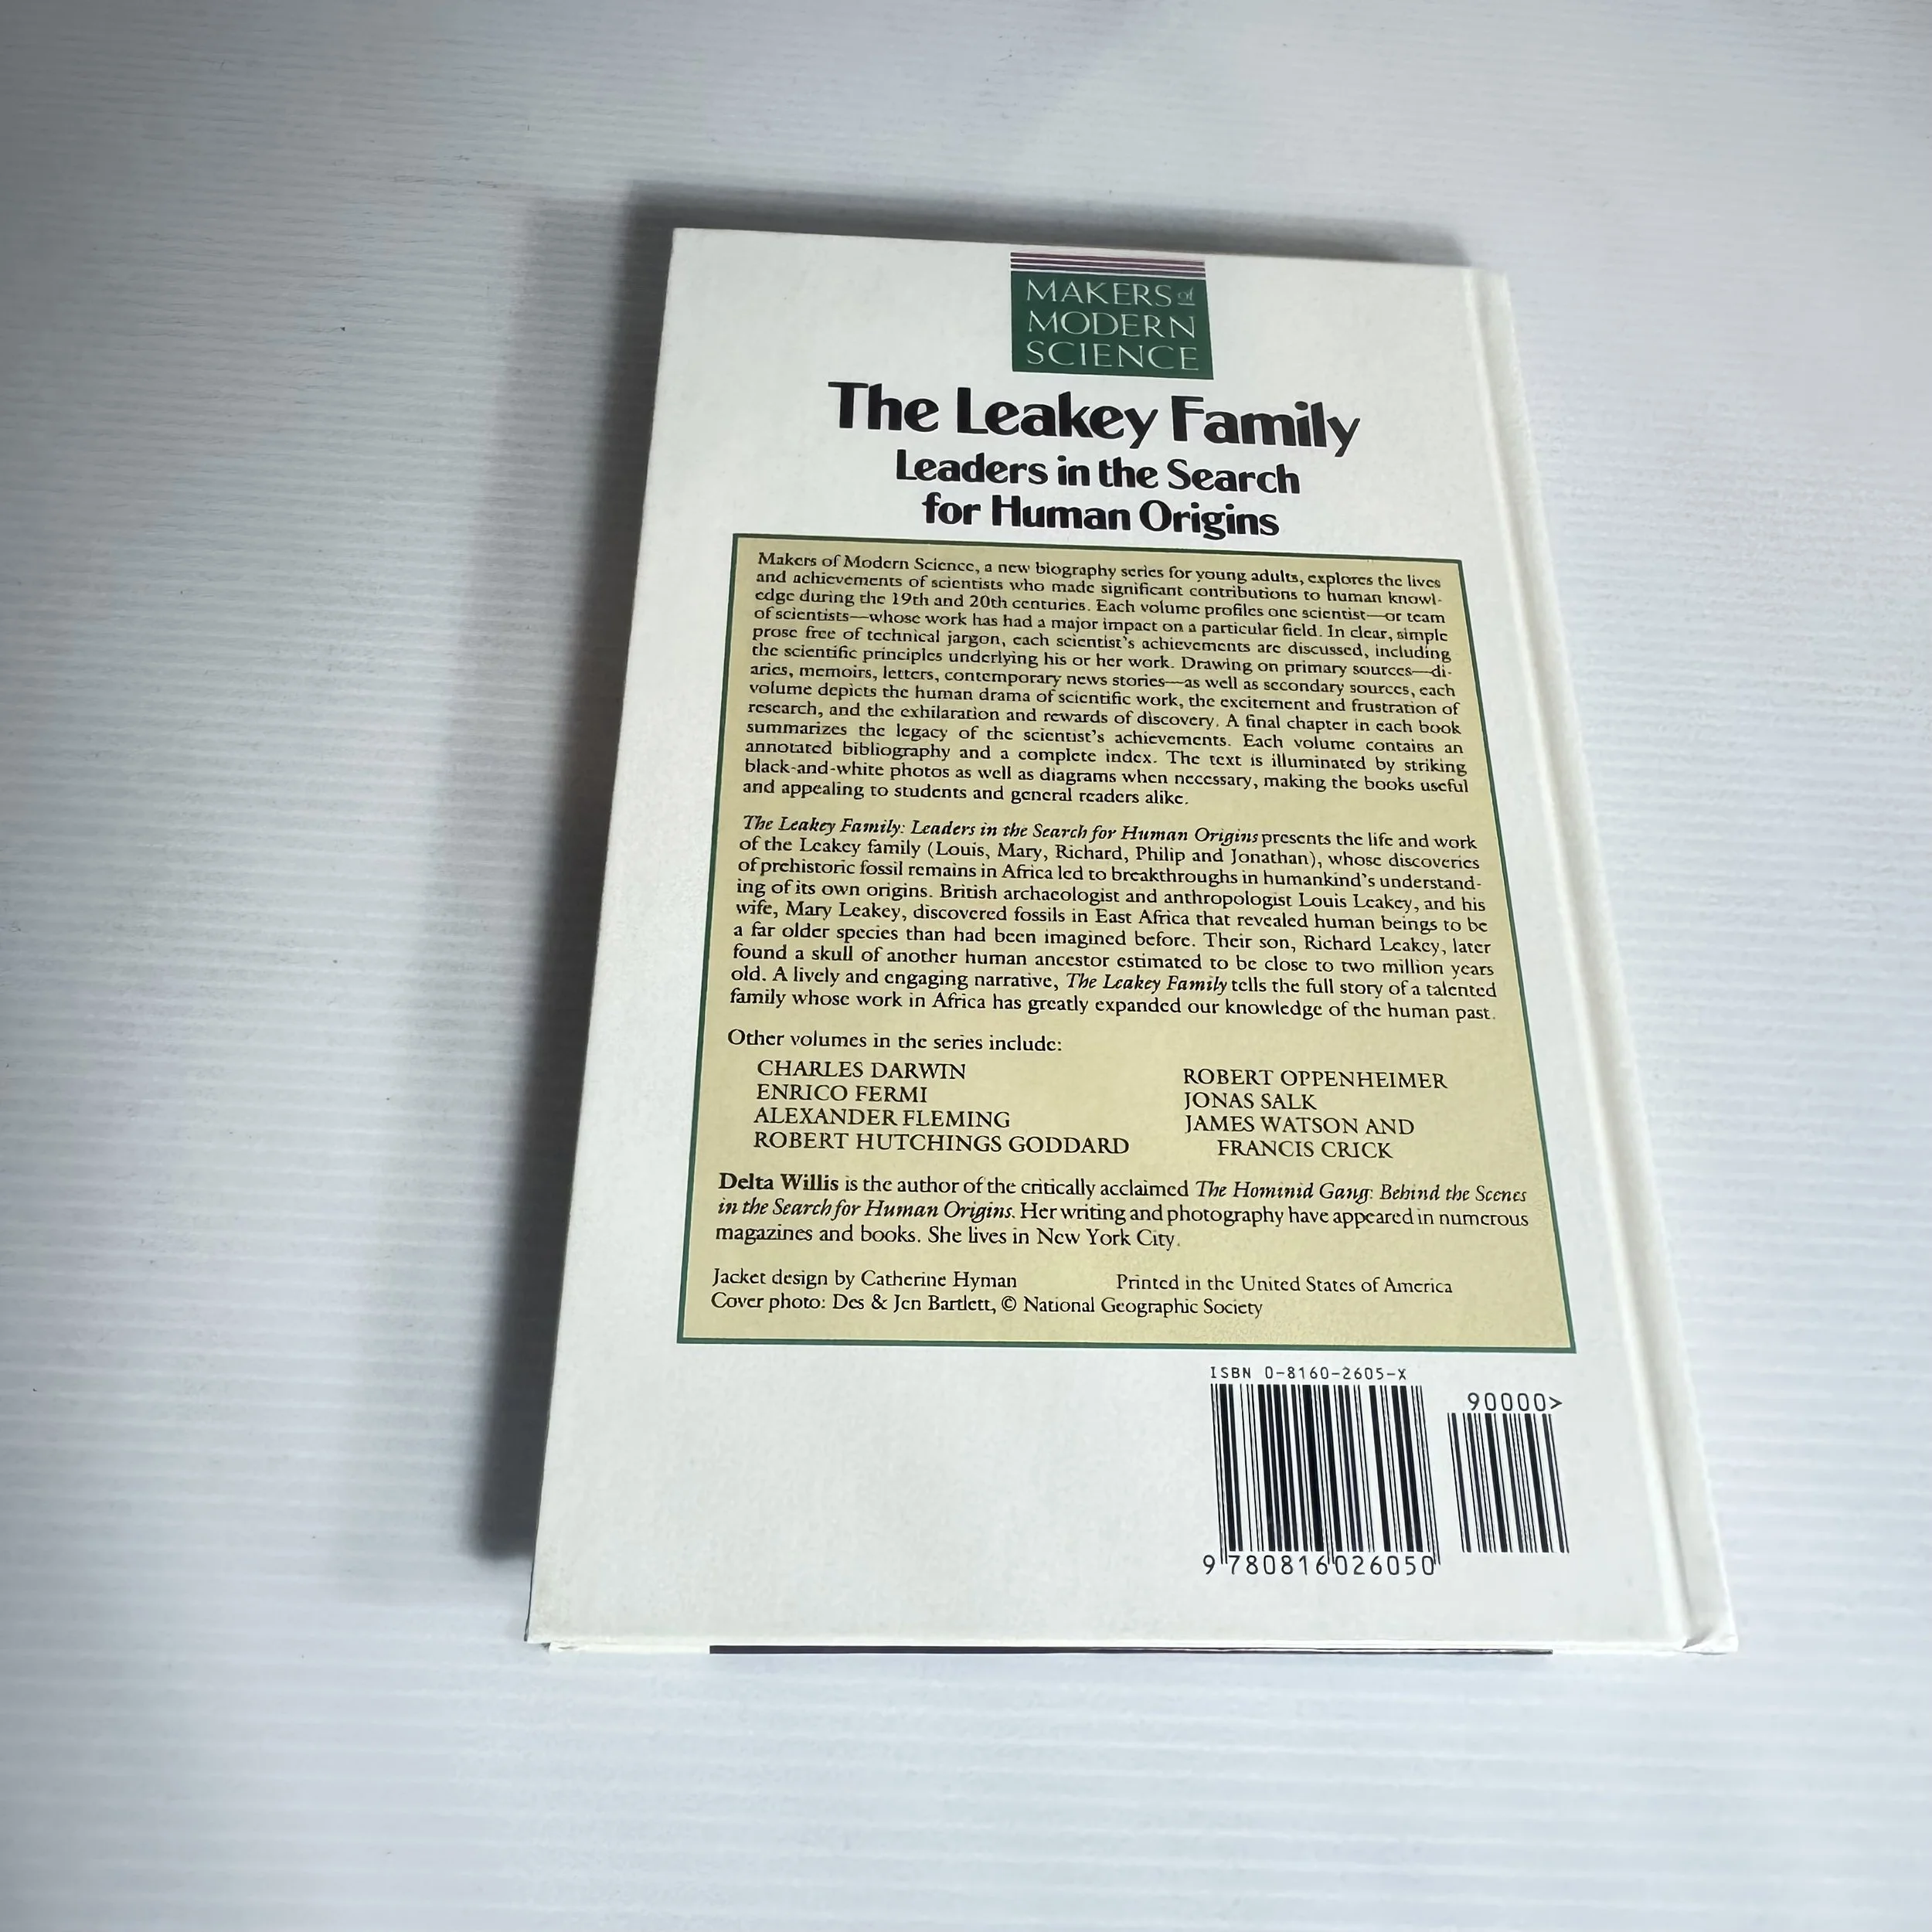 MAKERS of
MODERN
SCIENCE
The Leakey Family
Leaders in the Search
for Human Origins
Makers of Modern Science, a new biography series for young adults, explores the lives
and achievements of scientists who made significant contributions to human knowl-
edge during the 19th and 20th centuries. Each volume profiles one scientist—or team
of scientists—whose work has had a major impact on a particular field. In clear, simple
prose free of technical jargon, each scientist's achievements are discussed, including
the scientific principles underlying his or her work. Drawing on primary sources—di-
aries, memoirs, letters, contemporary news stories—as well as secondary sources, each
volume depicts the human drama of scientific work, the excitement and frustration of
research, and the exhilaration and rewards of discovery. A final chapter in each book
summarizes the legacy of the scientist's achievements. Each volume contains an
annotated bibliography and a complete index. The text is illuminated by striking
black-and-white photos as well as diagrams when necessary, making the books useful
and appealing to students and general readers alike.
The Leakey Family: Leaders in the Search for Human Origins presents the life and work
of the Leakey family (Louis, Mary, Richard, Philip and Jonathan), whose discoveries
of prehistoric fossil remains in Africa led to breakthroughs in humankind's understand-
ing of its own origins. British archaeologist and anthropologist Louis Leakey, and his
wife, Mary Leakey, discovered fossils in East Africa that revealed human beings to be
a far older species than had been imagined before. Their son, Richard Leakey, later
found a skull of another human ancestor estimated to be close to two million years
old. A lively and engaging narrative, The Leakey Family tells the full story of a talented
family whose work in Africa has greatly expanded our knowledge of the human past.
Other volumes in the series include:
CHARLES DARWIN
ENRICO FERMI
ALEXANDER FLEMING
ROBERT HUTCHINGS GODDARD
ROBERT OPPENHEIMER
JONAS SALK
JAMES WATSON AND
FRANCIS CRICK
Delta Willis is the author of the critically acclaimed The Hominid Gang: Behind the Scenes
in the Search for Human Origins. Her writing and photography have appeared in numerous
magazines and books. She lives in New York City.
Jacket design by Catherine Hyman
Printed in the United States of America
Cover photo: Des & Jen Bartlett, © National Geographic Society
ISBN 0-8160-2605-X
90000>
9 780816 026050